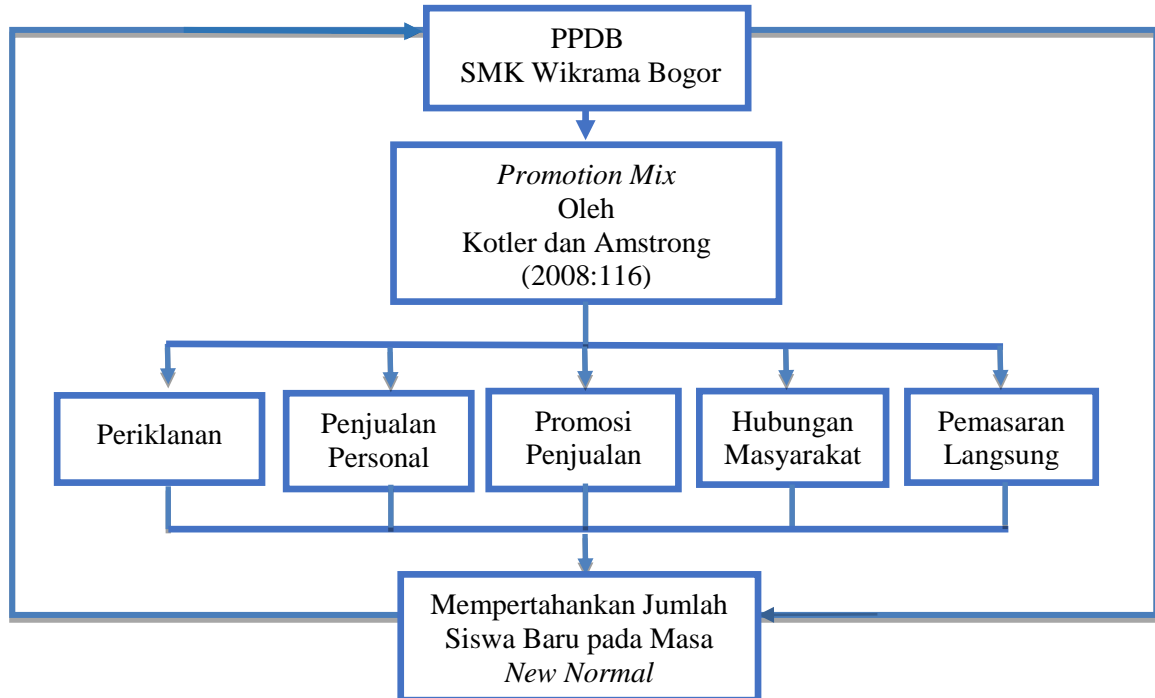 PPDB
SMK Wikrama Bogor
Promotion Mix
Oleh
Kotler dan Amstrong
(2008:116)
Periklanan
Penjualan
Personal
Promosi
Penjualan
Hubungan
Masyarakat
Pemasaran
Langsung
Mempertahankan Jumlah
Siswa Baru pada Masa
New Normal